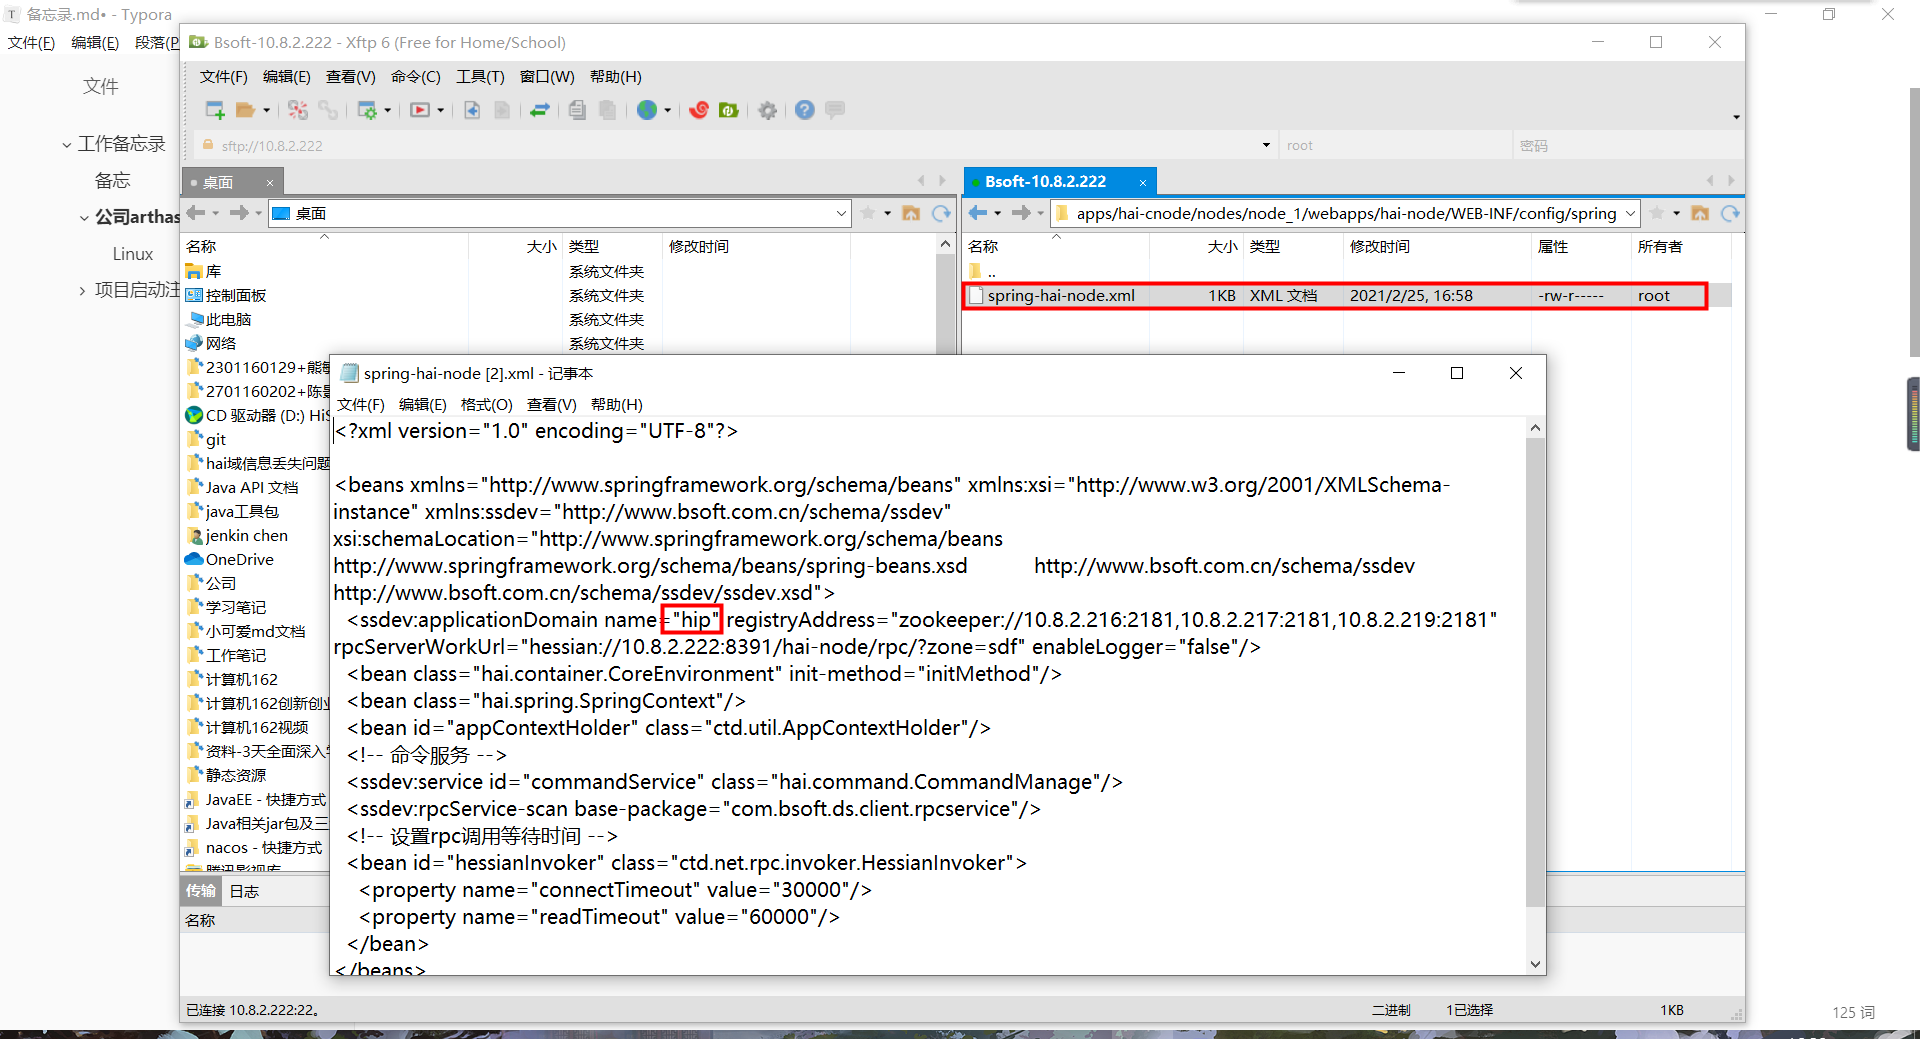 备忘录.md• - Typora
文件(F) 编辑(E) 段落(P
文件
工作备忘录
备忘
公司arthas
Linux
项目启动注
Bsoft-10.8.2.222 - Xftp 6 (Free for Home/School)
文件(F) 编辑(E) 查看(V) 命令(C) 工具(T) 窗口(W) 帮助(H)
sftp://10.8.2.222 root 密码
桌面
桌面
名称 大小 类型 修改时间
库 系统文件夹
控制面板 系统文件夹
此电脑 系统文件夹
网络 系统文件夹
2301160129+熊
2701160202+陈
CD 驱动器 (D:) HiS
git
hai域信息丢失问题
Java API 文档
java工具包
jenkin chen
OneDrive
公司
学习笔记
小可爱md文档
工作笔记
计算机162
计算机162创新创业
计算机162视频
资料-3天全面深入
静态资源
JavaEE - 快捷方式
Java相关jar包及三
nacos - 快捷方式
腾讯影视库
Bsoft-10.8.2.222
apps/hai-cnode/nodes/node_1/webapps/hai-node/WEB-INF/config/spring
名称 大小 类型 修改时间 属性 所有者
..
spring-hai-node.xml 1KB XML 文档 2021/2/25, 16:58 -rw-r----- root
spring-hai-node [2].xml - 记事本
文件(F) 编辑(E) 格式(O) 查看(V) 帮助(H)
<?xml version="1.0" encoding="UTF-8"?>
<beans xmlns="http://www.springframework.org/schema/beans" xmlns:xsi="http://www.w3.org/2001/XMLSchema-
instance" xmlns:ssdev="http://www.bsoft.com.cn/schema/ssdev"
xsi:schemaLocation="http://www.springframework.org/schema/beans
http://www.springframework.org/schema/beans/spring-beans.xsd http://www.bsoft.com.cn/schema/ssdev
http://www.bsoft.com.cn/schema/ssdev/ssdev.xsd">
<ssdev:applicationDomain name="hip" registryAddress="zookeeper://10.8.2.216:2181,10.8.2.217:2181,10.8.2.219:2181"
rpcServerWorkUrl="hessian://10.8.2.222:8391/hai-node/rpc/?zone=sdf" enableLogger="false"/>
<bean class="hai.container.CoreEnvironment" init-method="initMethod"/>
<bean class="hai.spring.SpringContext"/>
<bean id="appContextHolder" class="ctd.util.AppContextHolder"/>
<!-- 命令服务 -->
<ssdev:service id="commandService" class="hai.command.CommandManage"/>
<ssdev:rpcService-scan base-package="com.bsoft.ds.client.rpcservice"/>
<!-- 设置rpc调用等待时间 -->
<bean id="hessianInvoker" class="ctd.net.rpc.invoker.HessianInvoker">
<property name="connectTimeout" value="30000"/>
<property name="readTimeout" value="60000"/>
</bean>
</beans>
传输 日志
名称
已连接 10.8.2.222:22。 二进制 1已选择 1KB
125 词